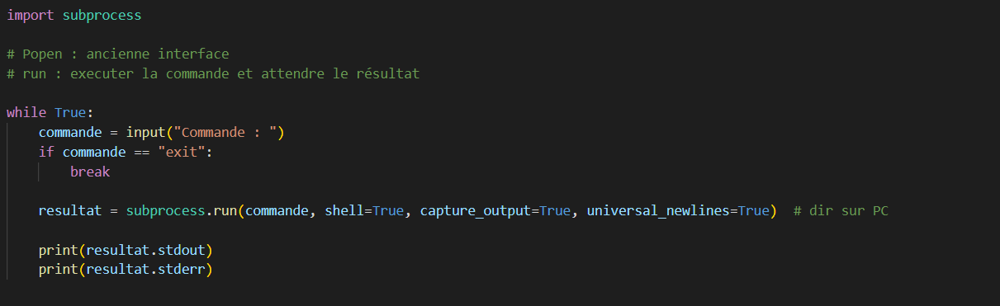 import subprocess
# Popen : ancienne interface
# run : executer la commande et attendre le résultat
while True:
    commande = input("Commande : ")
    if commande == "exit":
        break
    resultat = subprocess.run(commande, shell=True, capture_output=True, universal_newlines=True)  # dir sur PC
    print(resultat.stdout)
    print(resultat.stderr)